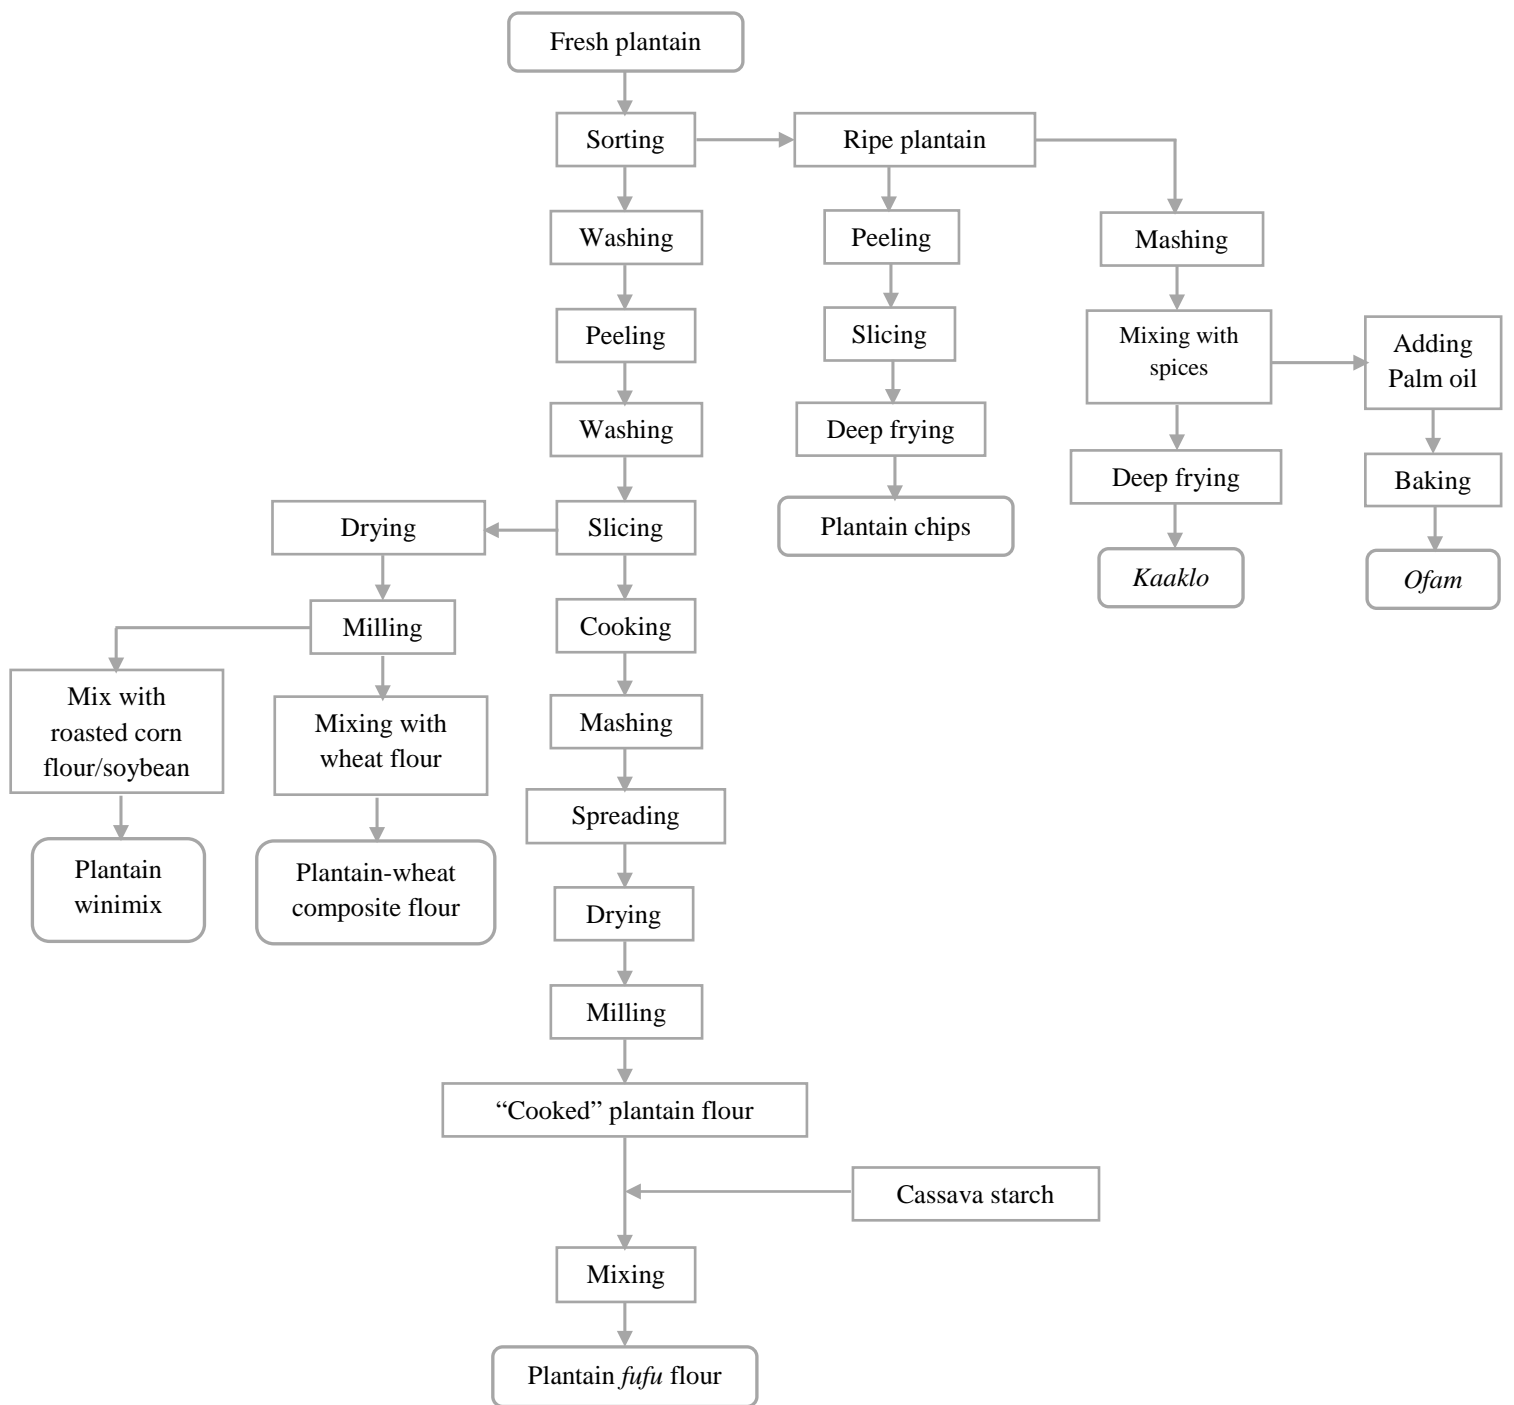 Fresh plantain
Sorting
Ripe plantain
Washing
Peeling
Mashing
Peeling
Slicing
Mixing with
spices
Adding
Palm oil
Washing
Deep frying
Deep frying
Baking
Drying
Slicing
Plantain chips
Kaaklo
Ofam
Milling
Cooking
Mix with
roasted corn
flour/soybean
Mixing with
wheat flour
Mashing
Spreading
Plantain
winimix
Plantain-wheat
composite flour
Drying
Milling
“Cooked” plantain flour
Cassava starch
Mixing
Plantain fufu flour